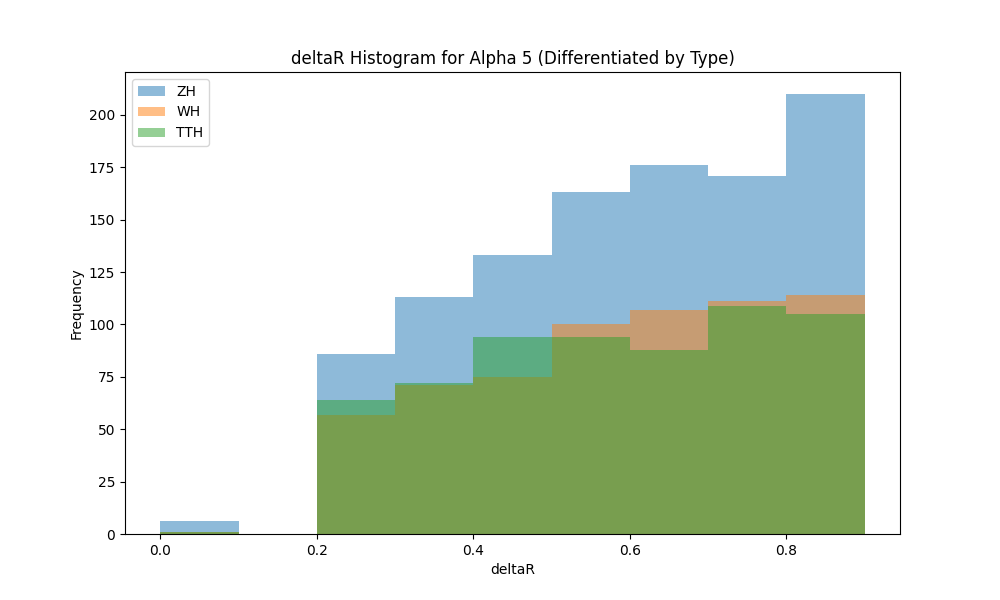 deltaR Histogram for Alpha 5 (Differentiated by Type)
ZH
WH
TTH
Frequency
200
175
150
125
100
75
50
25
0
0.0 0.2 0.4 0.6 0.8
deltaR